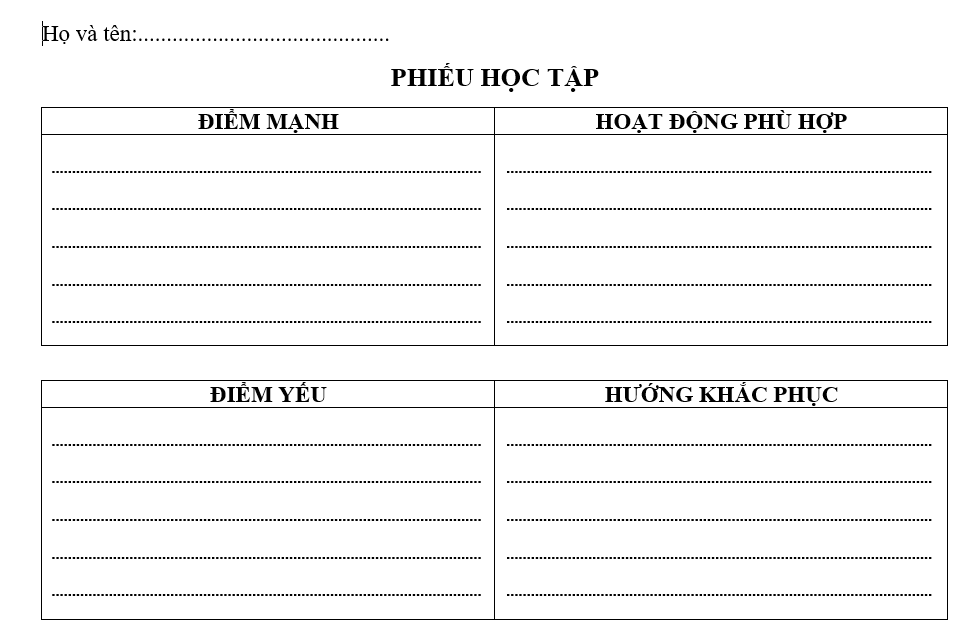 Họ và tên:............................................
PHIẾU HỌC TẬP
ĐIỂM MẠNH
HOẠT ĐỘNG PHÙ HỢP
ĐIỂM YẾU
HƯỚNG KHẮC PHỤC